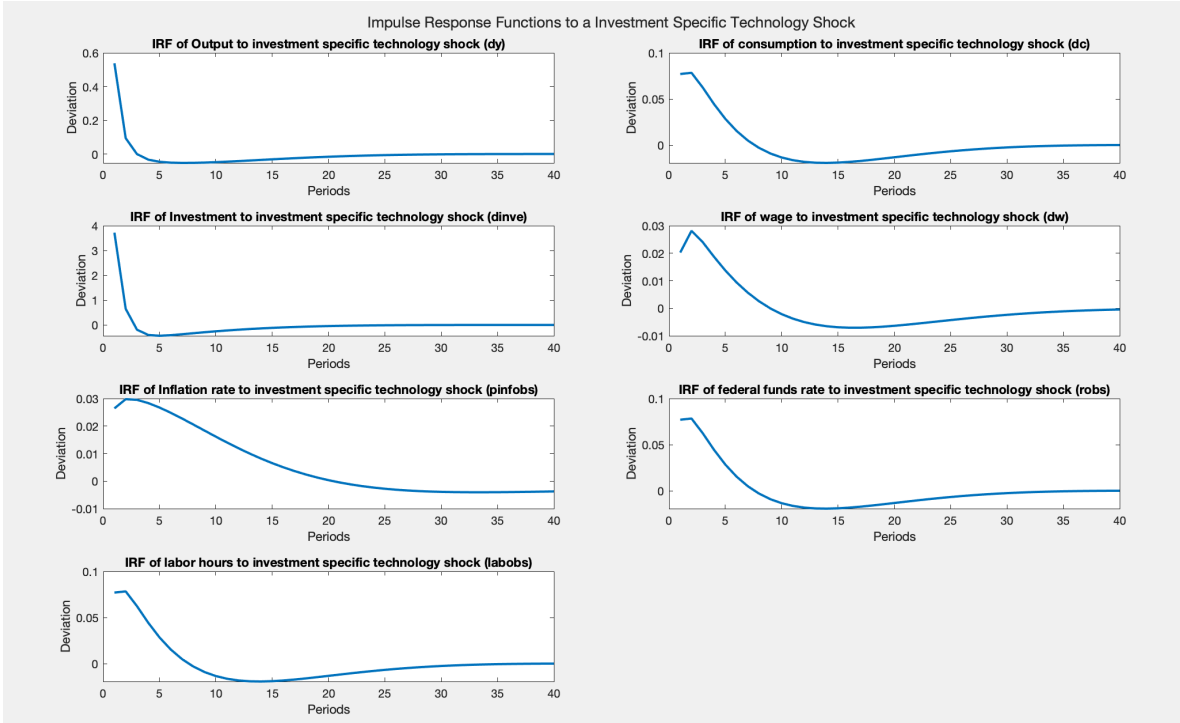 Impulse Response Functions to a Investment Specific Technology Shock
IRF of Output to investment specific technology shock (dy)
0.6
0.4
0.2
0
Deviation
0 5 10 15 20 25 30 35 40
Periods
IRF of consumption to investment specific technology shock (dc)
0.1
0.05
0
Deviation
0 5 10 15 20 25 30 35 40
Periods
IRF of Investment to investment specific technology shock (dinve)
4
3
2
1
0
Deviation
0 5 10 15 20 25 30 35 40
Periods
IRF of wage to investment specific technology shock (dw)
0.03
0.02
0.01
0
-0.01
Deviation
0 5 10 15 20 25 30 35 40
Periods
IRF of Inflation rate to investment specific technology shock (pinfobs)
0.03
0.02
0.01
0
-0.01
Deviation
0 5 10 15 20 25 30 35 40
Periods
IRF of federal funds rate to investment specific technology shock (robs)
0.1
0.05
0
Deviation
0 5 10 15 20 25 30 35 40
Periods
IRF of labor hours to investment specific technology shock (labobs)
0.1
0.05
0
Deviation
0 5 10 15 20 25 30 35 40
Periods